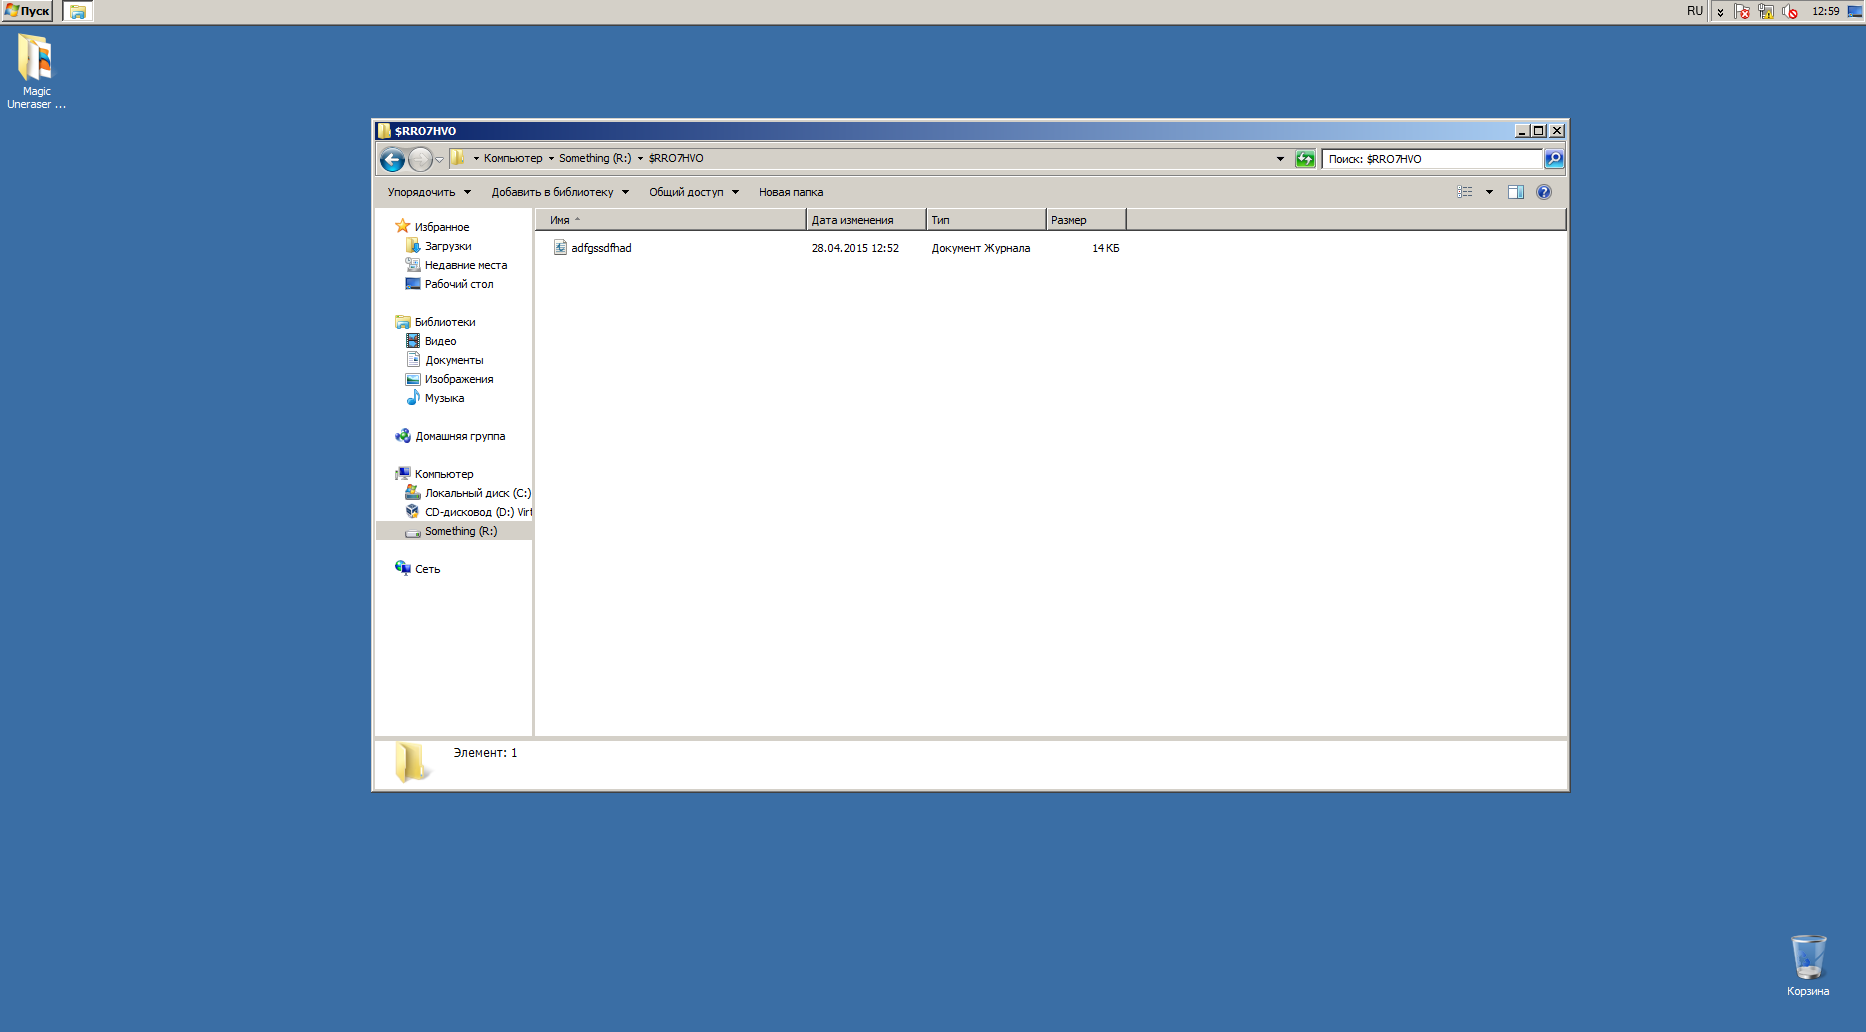 Пуск
RU
12:59
Magic
Uneraser ...
$RRO7HVO
Компьютер Something (R:) $RRO7HVO
Поиск: $RRO7HVO
Упорядочить Добавить в библиотеку Общий доступ Новая папка
Имя Дата изменения Тип Размер
adfgssdfhad 28.04.2015 12:52 Документ Журнала 14 КБ
Избранное
Загрузки
Недавние места
Рабочий стол
Библиотеки
Видео
Документы
Изображения
Музыка
Домашняя группа
Компьютер
Локальный диск (C:)
CD-дисковод (D:) Virt
Something (R:)
Сеть
Элемент: 1
Корзина